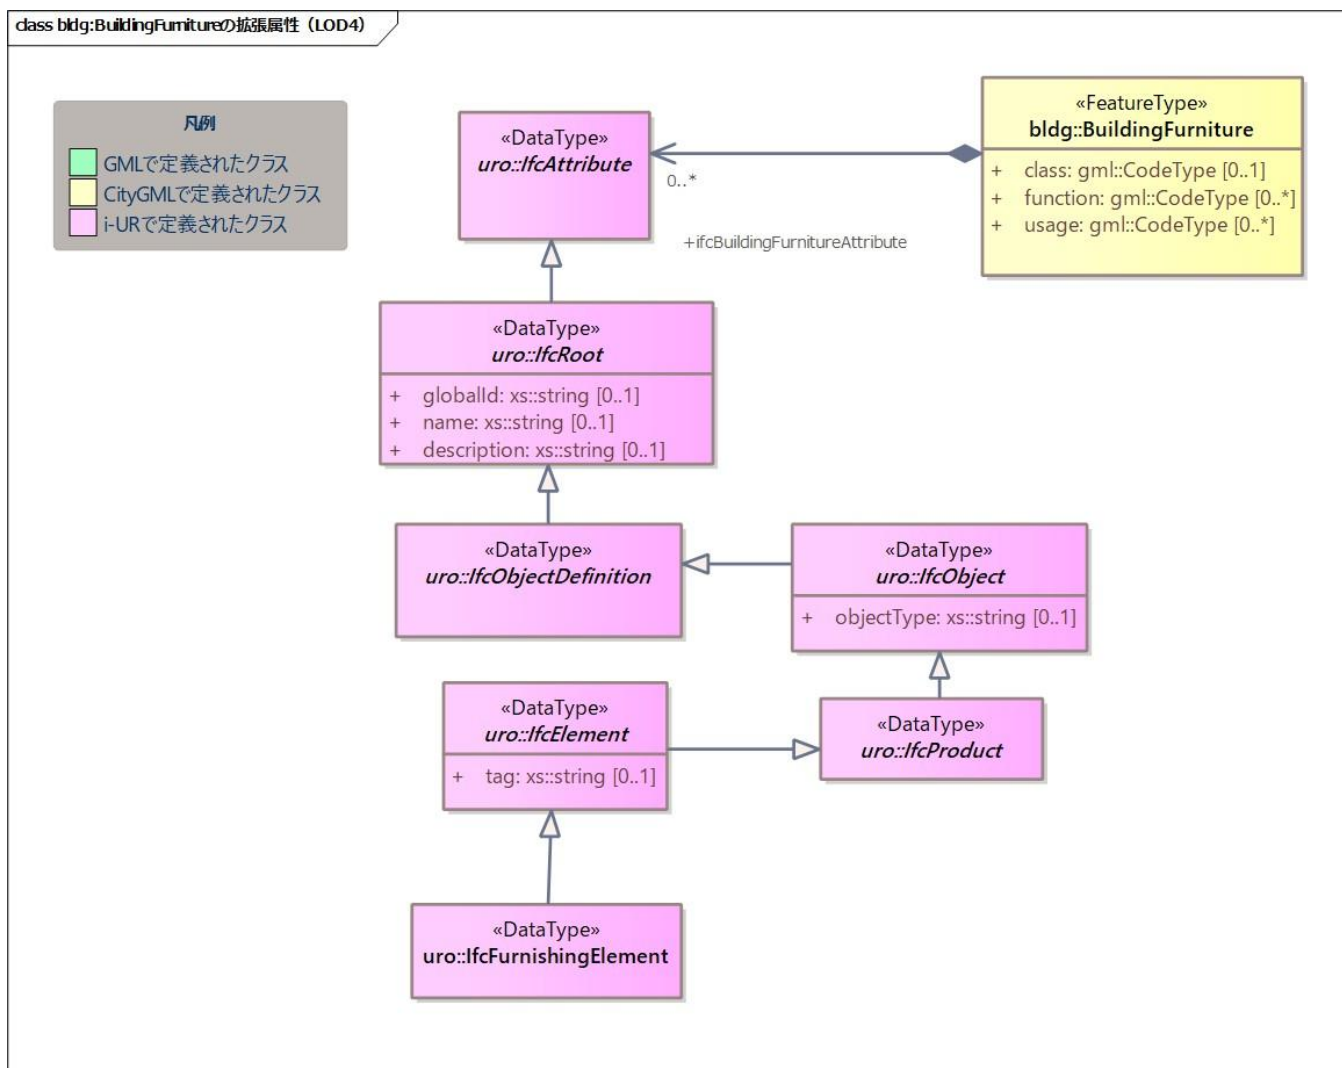 class bldg:BuildingFurnitureの拡張属性（LOD4）
凡例
GMLで定義されたクラス
CityGMLで定義されたクラス
i-URで定義されたクラス
«DataType»
uro::IfcAttribute
«FeatureType»
bldg::BuildingFurniture
+ class: gml::CodeType [0..1]
+ function: gml::CodeType [0..*]
+ usage: gml::CodeType [0..*]
0..*
+ifcBuildingFurnitureAttribute
«DataType»
uro::IfcRoot
+ globalId: xs::string [0..1]
+ name: xs::string [0..1]
+ description: xs::string [0..1]
«DataType»
uro::IfcObjectDefinition
«DataType»
uro::IfcObject
+ objectType: xs::string [0..1]
«DataType»
uro::IfcElement
+ tag: xs::string [0..1]
«DataType»
uro::IfcProduct
«DataType»
uro::IfcFurnishingElement